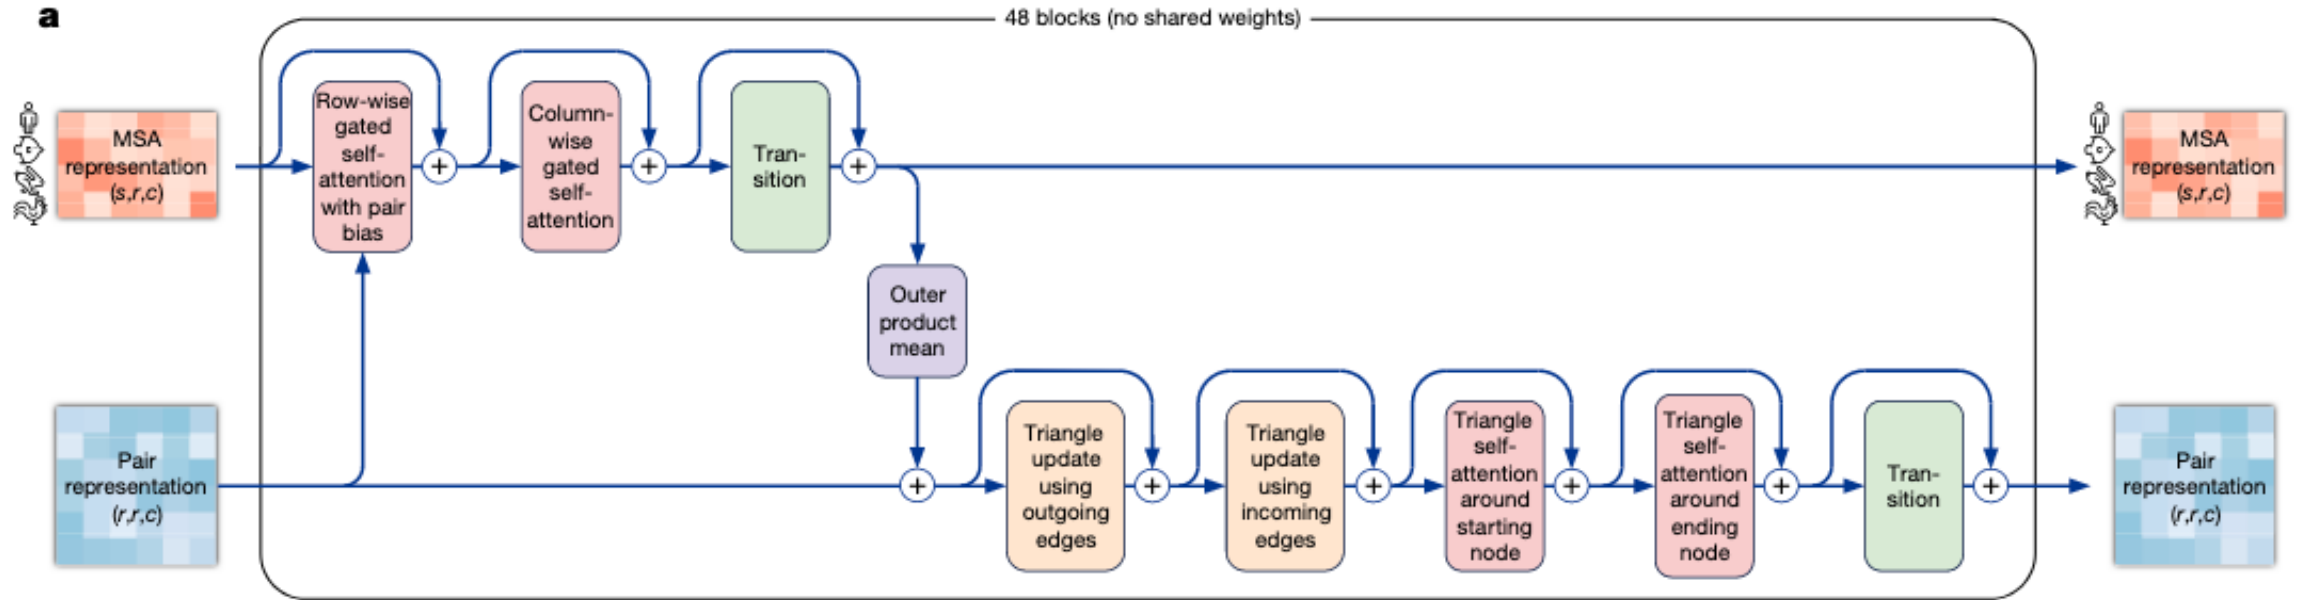 a
48 blocks (no shared weights)
MSA
representation
(s,r,c)
Row-wise
gated
self-
attention
with pair
bias
Column-
wise
gated
self-
attention
Tran-
sition
MSA
representation
(s,r,c)
Outer
product
mean
Pair
representation
(r,r,c)
Triangle
update
using
outgoing
edges
Triangle
update
using
incoming
edges
Triangle
self-
attention
around
starting
node
Triangle
self-
attention
around
ending
node
Tran-
sition
Pair
representation
(r,r,c)